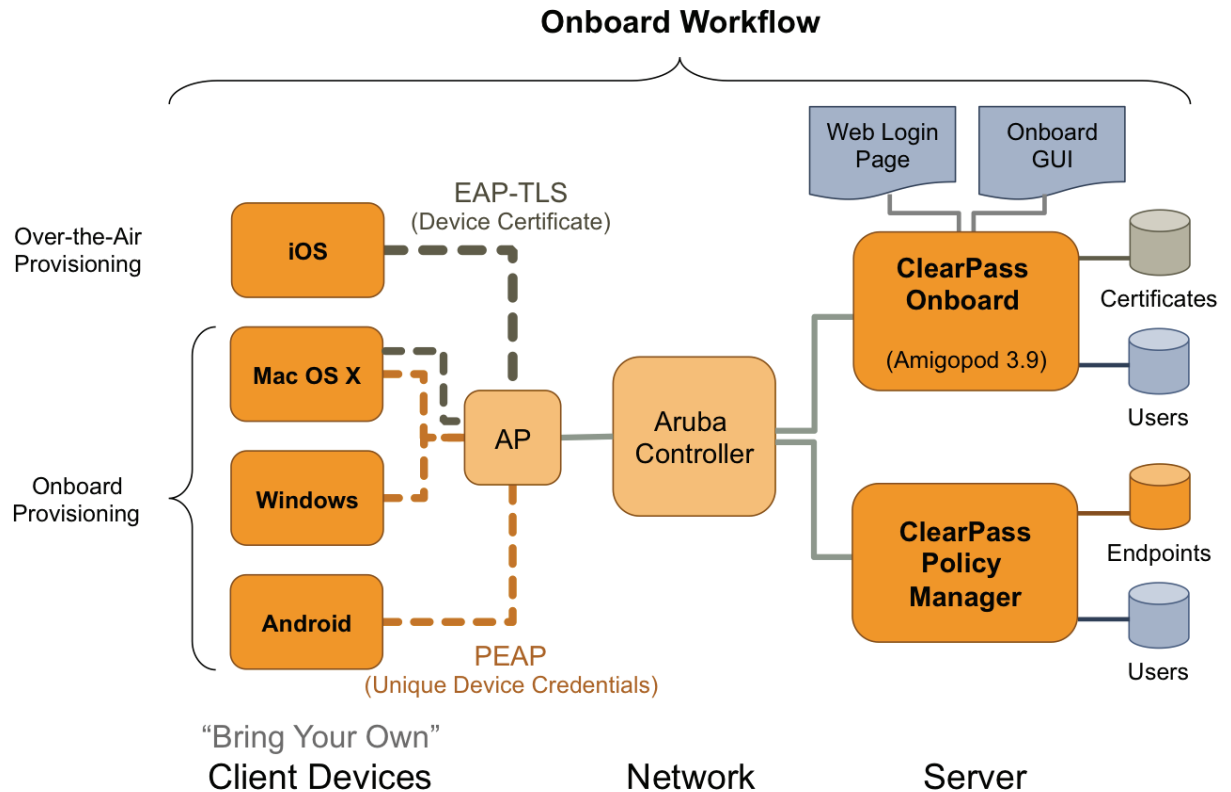 Onboard Workflow
Web Login
Page
Onboard
GUI
EAP-TLS
(Device Certificate)
Over-the-Air
Provisioning
iOS
ClearPass
Onboard
(Amigopod 3.9)
Certificates
Users
Mac OS X
AP
Aruba
Controller
Onboard
Provisioning
Windows
Android
PEAP
(Unique Device Credentials)
ClearPass
Policy
Manager
Endpoints
Users
“Bring Your Own”
Client Devices
Network
Server